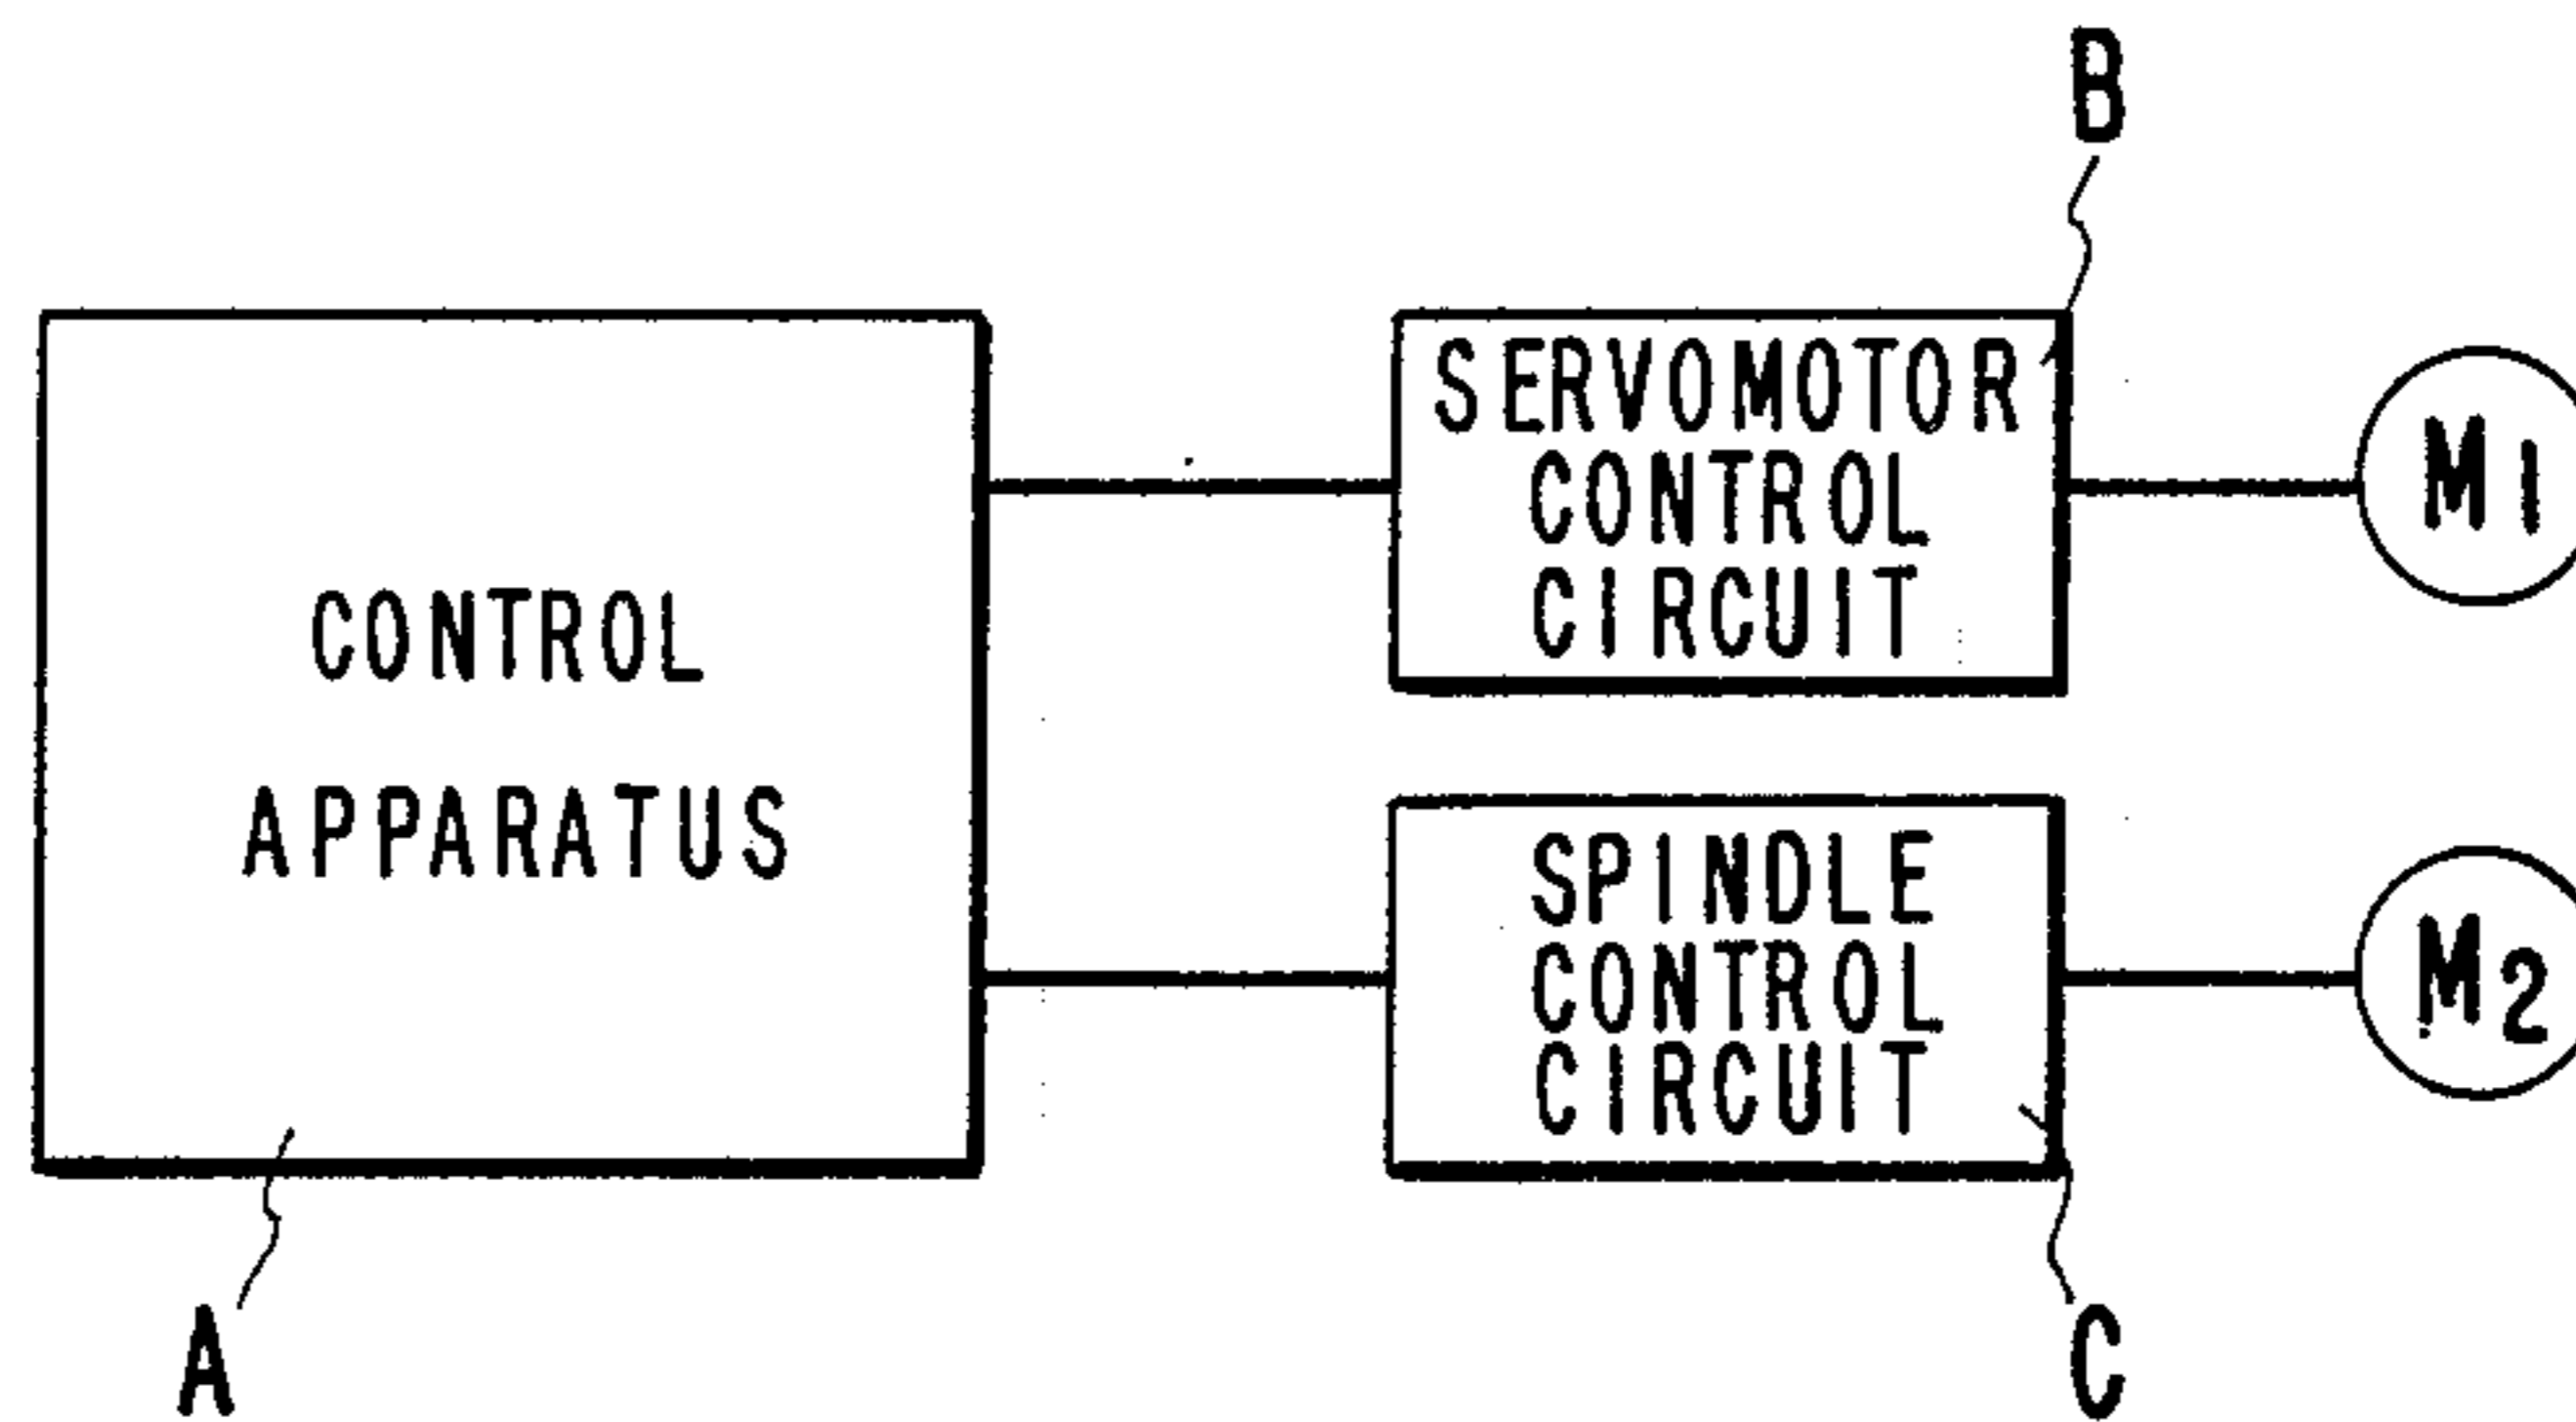 B
SERVOMOTOR
CONTROL
CIRCUIT
M1
CONTROL
APPARATUS
SPINDLE
CONTROL
CIRCUIT
M2
A
C